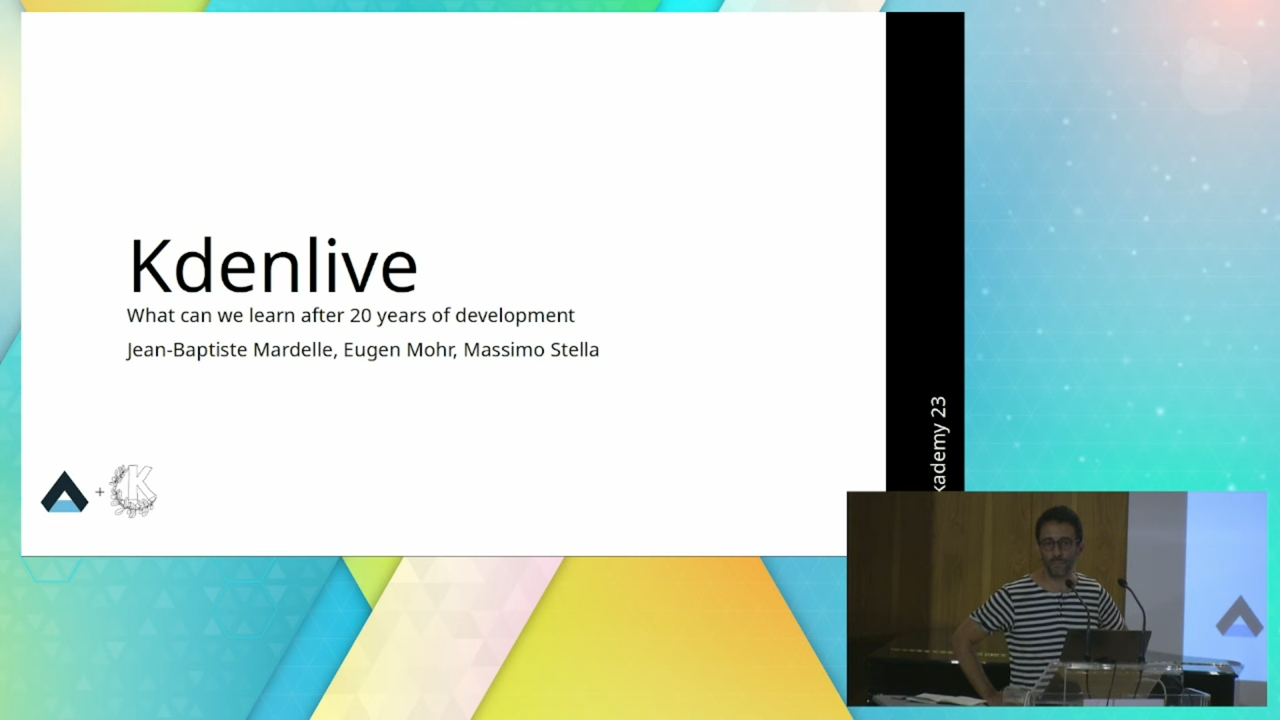 Kdenlive
What can we learn after 20 years of development
Jean-Baptiste Mardelle, Eugen Mohr, Massimo Stella
+ K
kademy 23